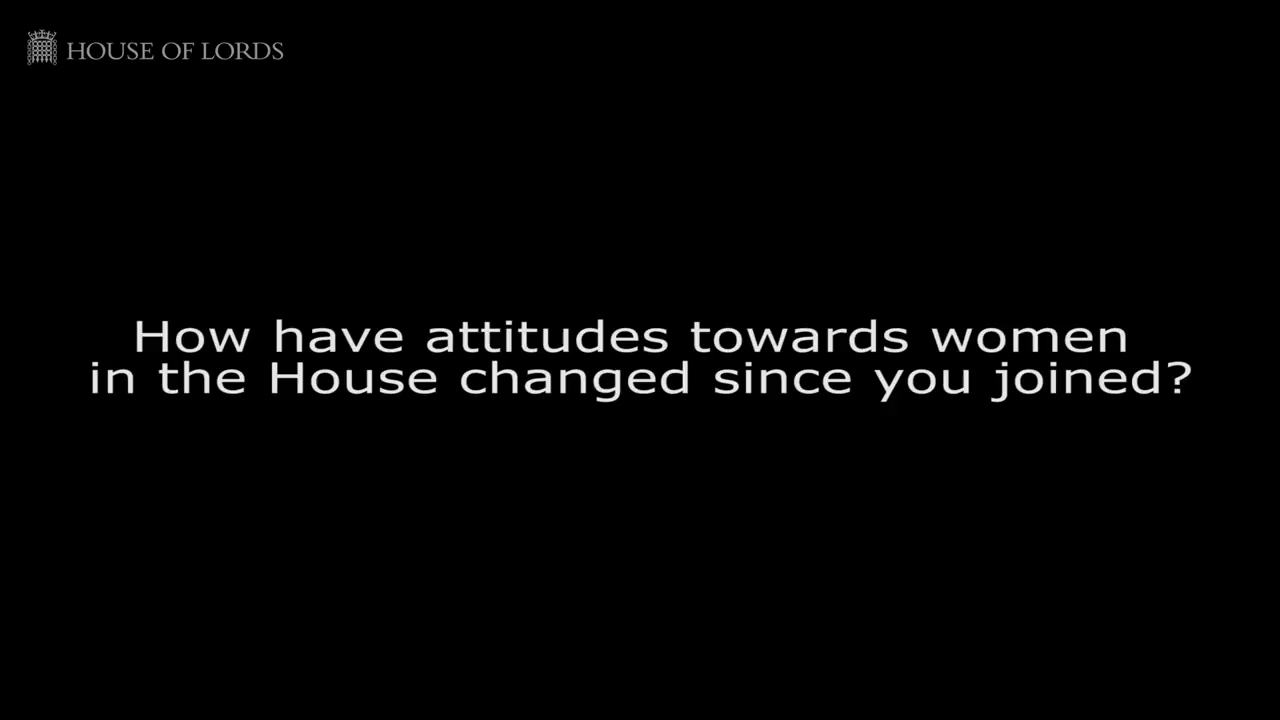 HOUSE OF LORDS
How have attitudes towards women
in the House changed since you joined?